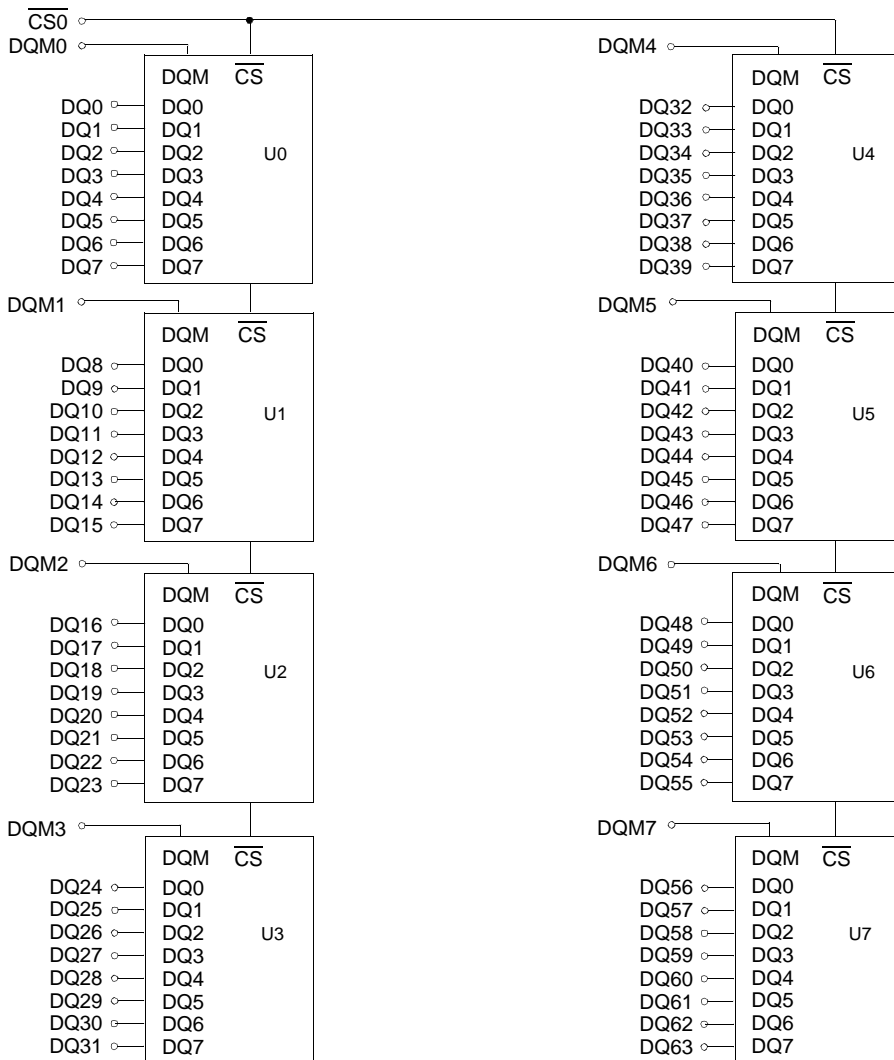 CS0
DQM0
DQM CS
DQ0 DQ0
DQ1 DQ1
DQ2 DQ2 U0
DQ3 DQ3
DQ4 DQ4
DQ5 DQ5
DQ6 DQ6
DQ7 DQ7
DQM1
DQM CS
DQ8 DQ0
DQ9 DQ1
DQ10 DQ2 U1
DQ11 DQ3
DQ12 DQ4
DQ13 DQ5
DQ14 DQ6
DQ15 DQ7
DQM2
DQM CS
DQ16 DQ0
DQ17 DQ1
DQ18 DQ2 U2
DQ19 DQ3
DQ20 DQ4
DQ21 DQ5
DQ22 DQ6
DQ23 DQ7
DQM3
DQM CS
DQ24 DQ0
DQ25 DQ1
DQ26 DQ2 U3
DQ27 DQ3
DQ28 DQ4
DQ29 DQ5
DQ30 DQ6
DQ31 DQ7
DQM4
DQM CS
DQ32 DQ0
DQ33 DQ1
DQ34 DQ2 U4
DQ35 DQ3
DQ36 DQ4
DQ37 DQ5
DQ38 DQ6
DQ39 DQ7
DQM5
DQM CS
DQ40 DQ0
DQ41 DQ1
DQ42 DQ2 U5
DQ43 DQ3
DQ44 DQ4
DQ45 DQ5
DQ46 DQ6
DQ47 DQ7
DQM6
DQM CS
DQ48 DQ0
DQ49 DQ1
DQ50 DQ2 U6
DQ51 DQ3
DQ52 DQ4
DQ53 DQ5
DQ54 DQ6
DQ55 DQ7
DQM7
DQM CS
DQ56 DQ0
DQ57 DQ1
DQ58 DQ2 U7
DQ59 DQ3
DQ60 DQ4
DQ61 DQ5
DQ62 DQ6
DQ63 DQ7